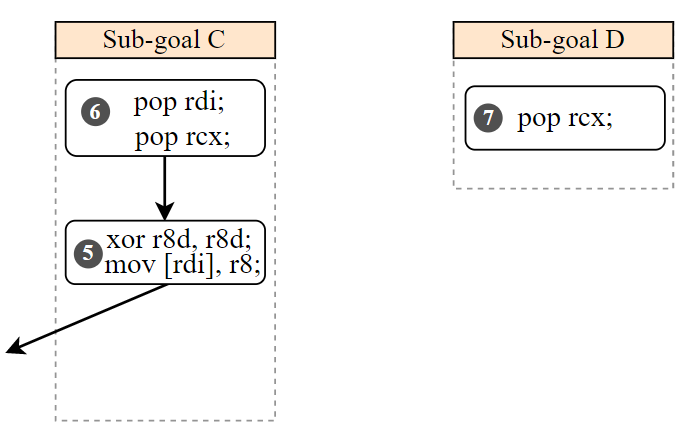 Sub-goal C
6
pop rdi;
pop rcx;
5
xor r8d, r8d;
mov [rdi], r8;
Sub-goal D
7
pop rcx;